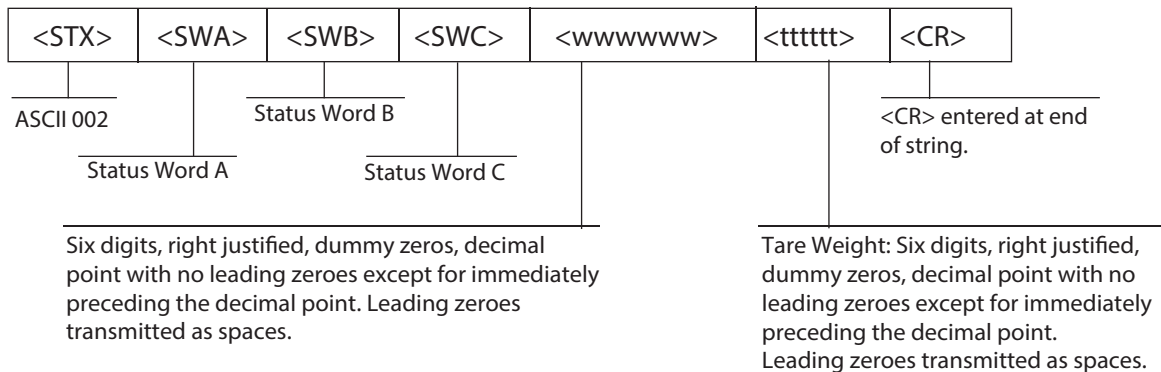 <STX> <SWA> <SWB> <SWC> <wwwwww> <tttttt> <CR>
ASCII 002
Status Word B
<CR> entered at end
of string.
Status Word A
Status Word C
Six digits, right justified, dummy zeros, decimal
point with no leading zeroes except for immediately
preceding the decimal point. Leading zeroes
transmitted as spaces.
Tare Weight: Six digits, right justified,
dummy zeros, decimal point with no
leading zeroes except for immediately
preceding the decimal point.
Leading zeroes transmitted as spaces.